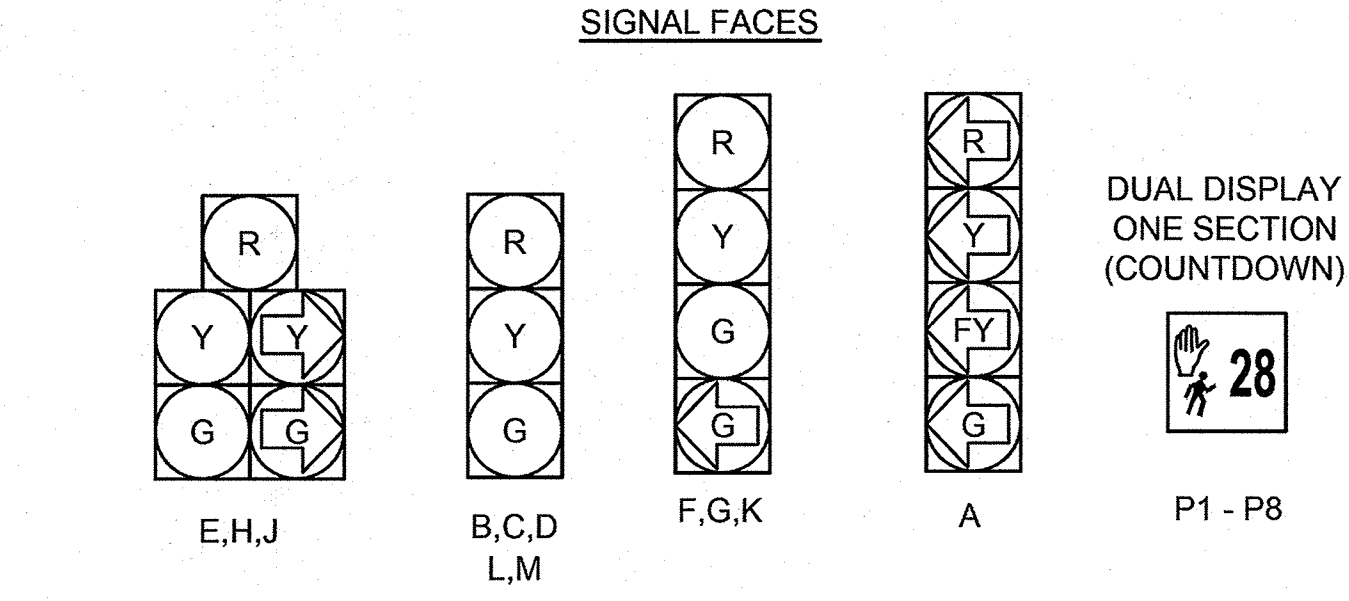 SIGNAL FACES
R
Y
Y
G
G
E,H,J
R
Y
G
B,C,D
L,M
R
Y
G
G
F,G,K
R
Y
FY
G
A
DUAL DISPLAY
ONE SECTION
(COUNTDOWN)
28
P1 - P8